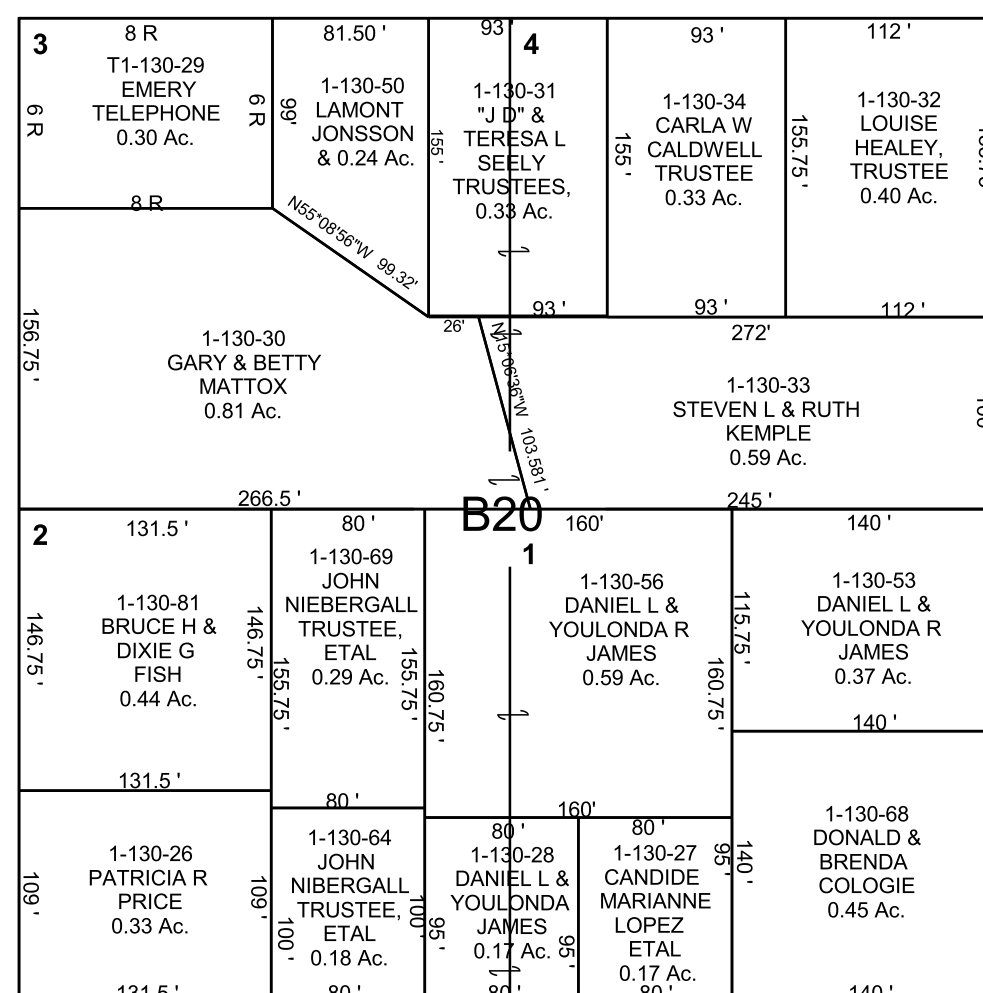 3
8 R
T1-130-29
EMERY
TELEPHONE
0.30 Ac.
6 R
6 R
8 R
81.50 '
99'
1-130-50
LAMONT
JONSSON
& 0.24 Ac.
155'
N55*08'56"W 99.32'
93 '
4
1-130-31
"J D" &
TERESA L
SEELY
TRUSTEES,
0.33 Ac.
93 '
93 '
155'
1-130-34
CARLA W
CALDWELL
TRUSTEE
0.33 Ac.
93 '
112 '
155.75 '
1-130-32
LOUISE
HEALEY,
TRUSTEE
0.40 Ac.
112 '
156.75 '
1-130-30
GARY & BETTY
MATTOX
0.81 Ac.
266.5 '
26'
N15*06'36"W 103.581 '
272'
1-130-33
STEVEN L & RUTH
KEMPLE
0.59 Ac.
245 '
B20
2
131.5 '
1-130-81
BRUCE H &
DIXIE G
FISH
0.44 Ac.
146.75 '
146.75 '
131.5 '
80 '
1-130-69
JOHN
NIEBERGALL
TRUSTEE,
ETAL
0.29 Ac.
155.75 '
155.75 '
80 '
160'
1
1-130-56
DANIEL L &
YOULONDA R
JAMES
0.59 Ac.
160.75 '
160.75 '
160'
140 '
115.75 '
1-130-53
DANIEL L &
YOULONDA R
JAMES
0.37 Ac.
140 '
109'
1-130-26
PATRICIA R
PRICE
0.33 Ac.
109'
131.5 '
1-130-64
JOHN
NIBERGALL
TRUSTEE,
ETAL
0.18 Ac.
100 '
100'
80 '
80 '
1-130-28
DANIEL L &
YOULONDA
JAMES
0.17 Ac.
95 '
95 '
80 '
80 '
1-130-27
CANDIDE
MARIANNE
LOPEZ
ETAL
0.17 Ac.
95'
80 '
140 '
1-130-68
DONALD &
BRENDA
COLOGIE
0.45 Ac.
140 '